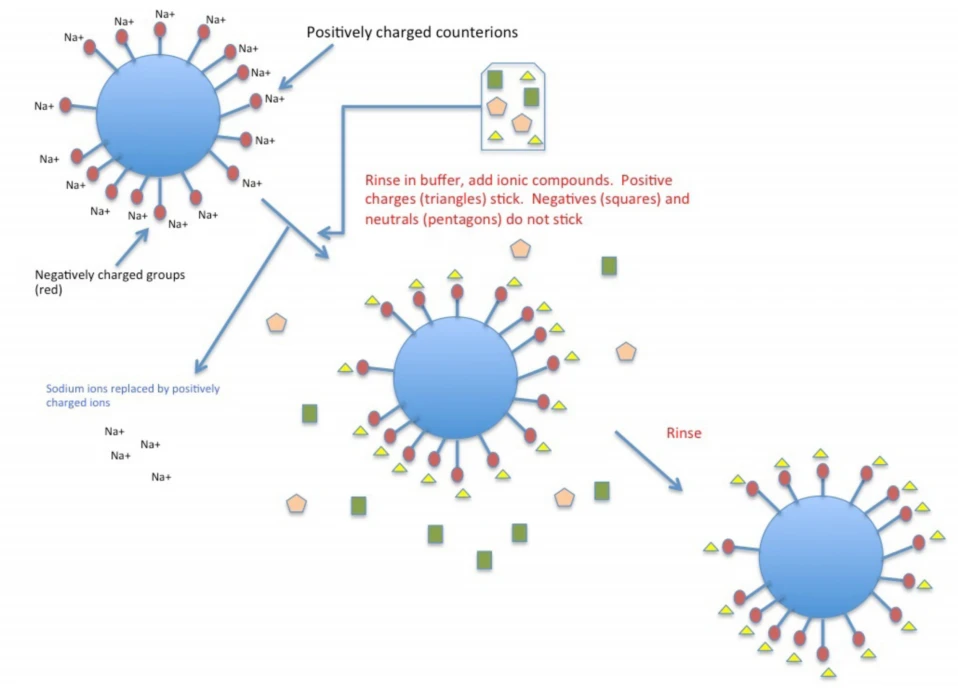 Na+
Na+
Na+
Na+
Na+
Positively charged counterions
Na+
Na+
Na+
Na+
Na+
Na+
Na+
Na+
Na+
Na+
Na+
Na+
Rinse in buffer, add ionic compounds.  Positive
charges (triangles) stick.  Negatives (squares) and
neutrals (pentagons) do not stick
Negatively charged groups
(red)
Sodium ions replaced by positively
charged ions
Na+
Na+
Na+
Na+
Rinse